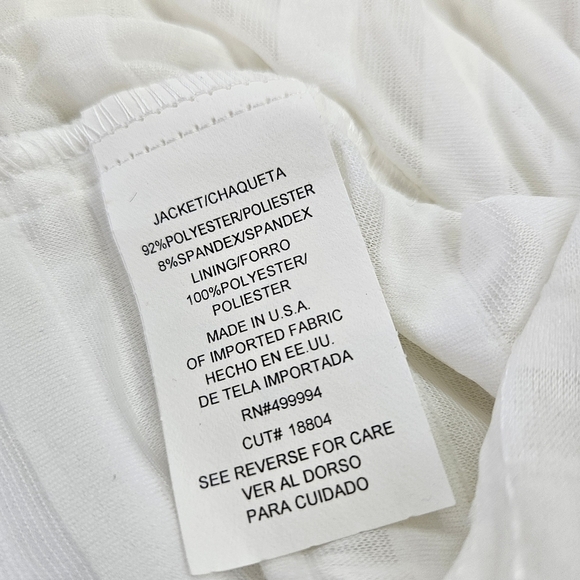 JACKET/CHAQUETA
92%POLYESTER/POLIESTER
8%SPANDEX/SPANDEX
LINING/FORRO
100%POLYESTER/
POLIESTER
MADE IN U.S.A.
OF IMPORTED FABRIC
HECHO EN EE.UU.
DE TELA IMPORTADA
RN#499994
CUT# 18804
SEE REVERSE FOR CARE
VER AL DORSO
PARA CUIDADO